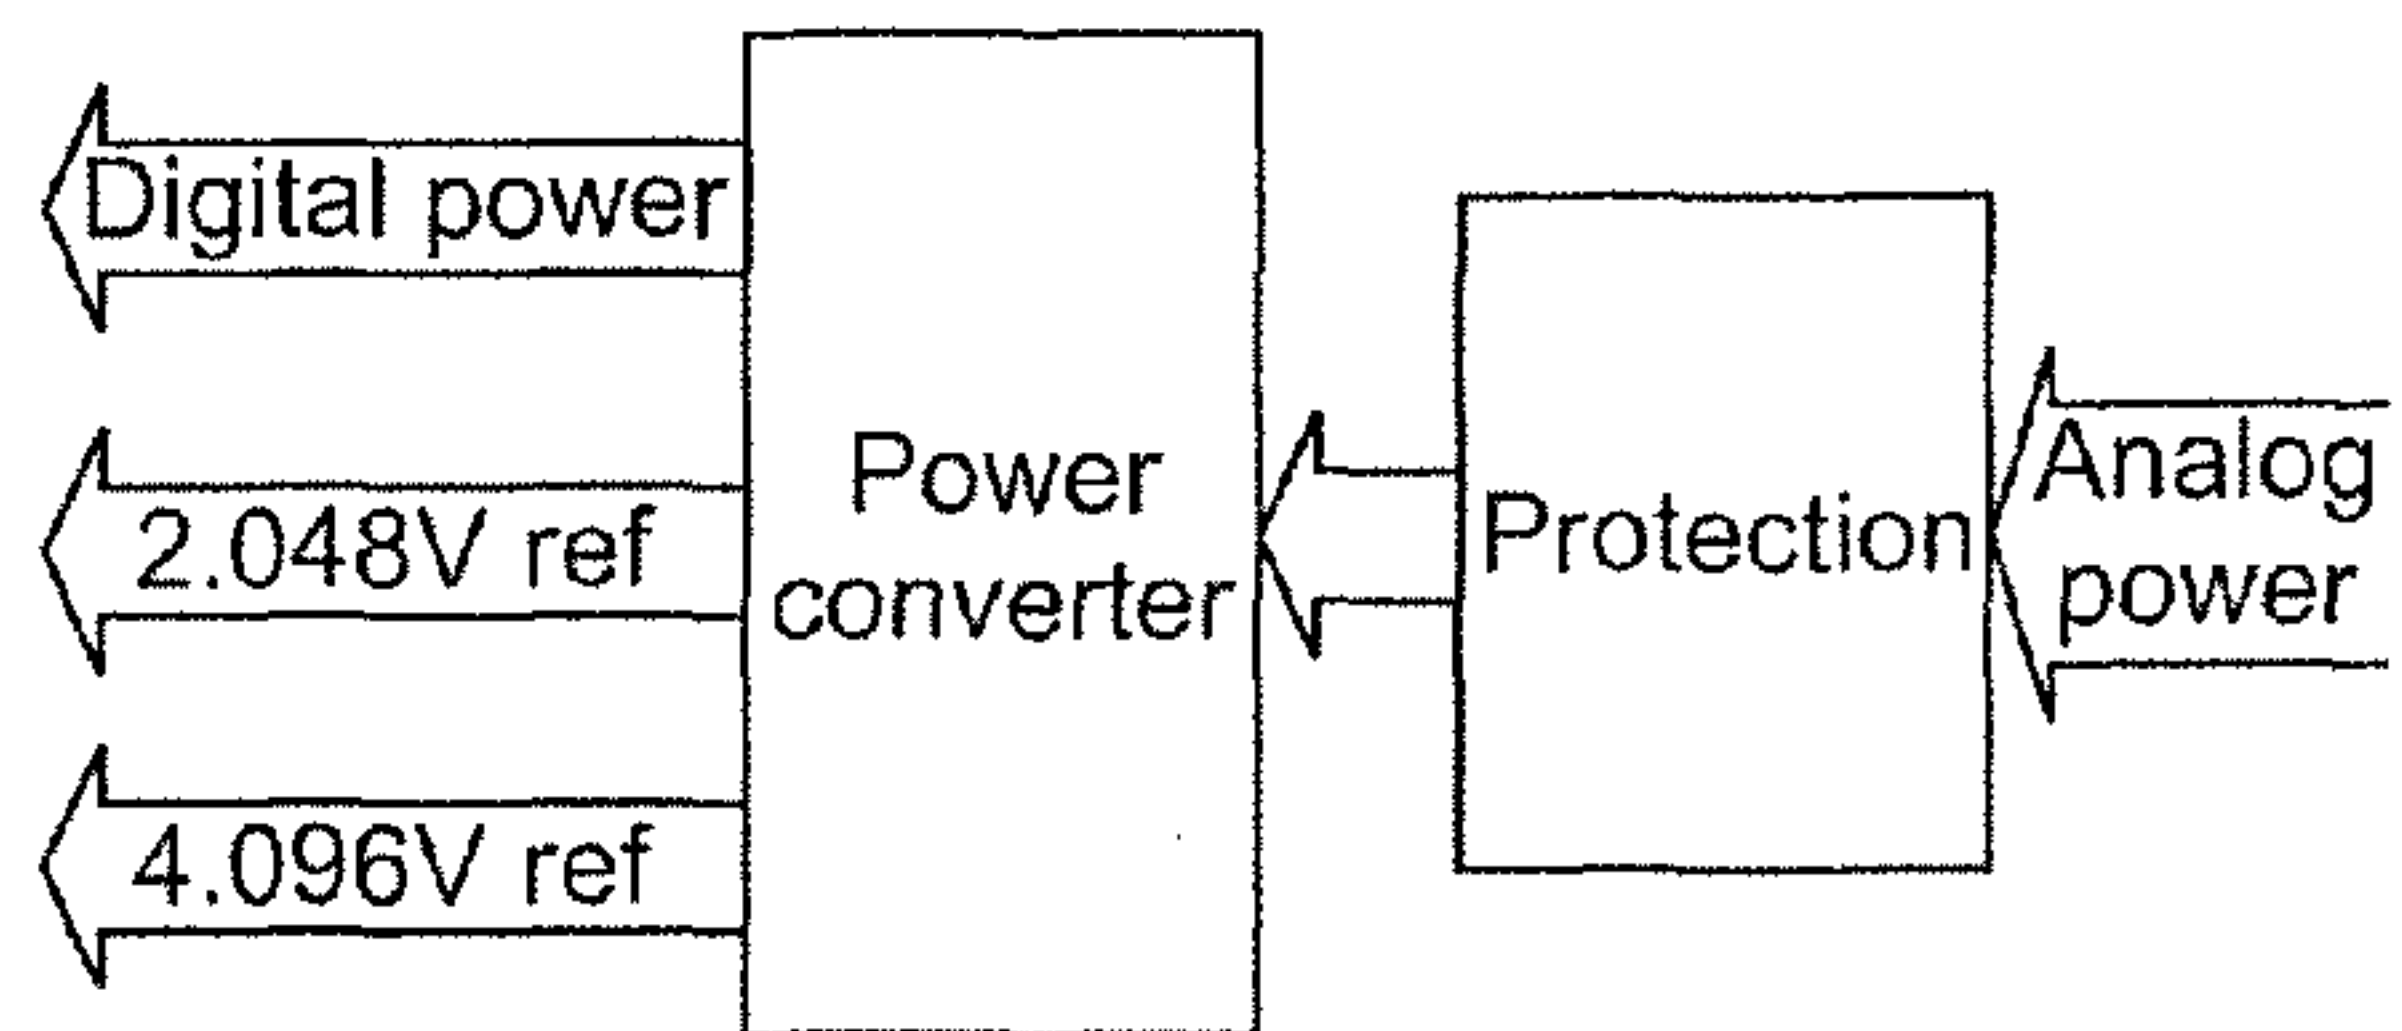 Digital power
2.048V ref
4.096V ref
Power
converter
Protection
Analog
power